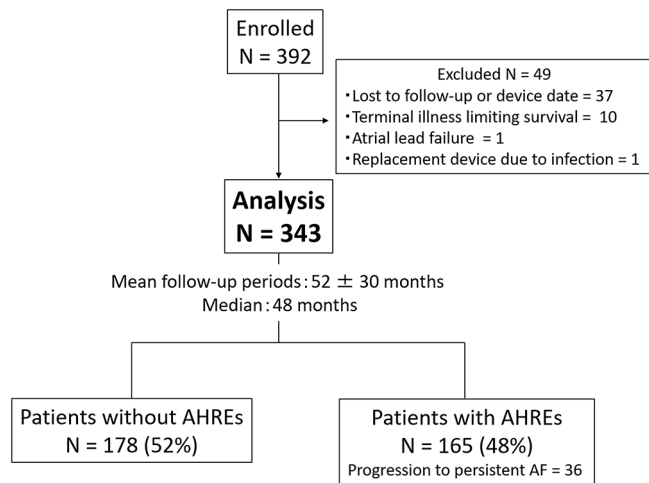 Enrolled
N = 392
Excluded N = 49
・Lost to follow-up or device date = 37
・Terminal illness limiting survival = 10
・Atrial lead failure = 1
・Replacement device due to infection = 1
Analysis
N = 343
Mean follow-up periods : 52 ± 30 months
Median : 48 months
Patients without AHREs
N = 178 (52%)
Patients with AHREs
N = 165 (48%)
Progression to persistent AF = 36